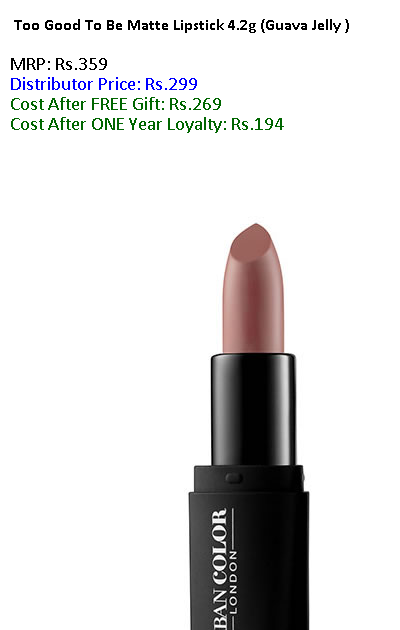 Too Good To Be Matte Lipstick 4.2g (Guava Jelly )
MRP: Rs.359
Distributor Price: Rs.299
Cost After FREE Gift: Rs.269
Cost After ONE Year Loyalty: Rs.194
BAN COLOR
LONDON